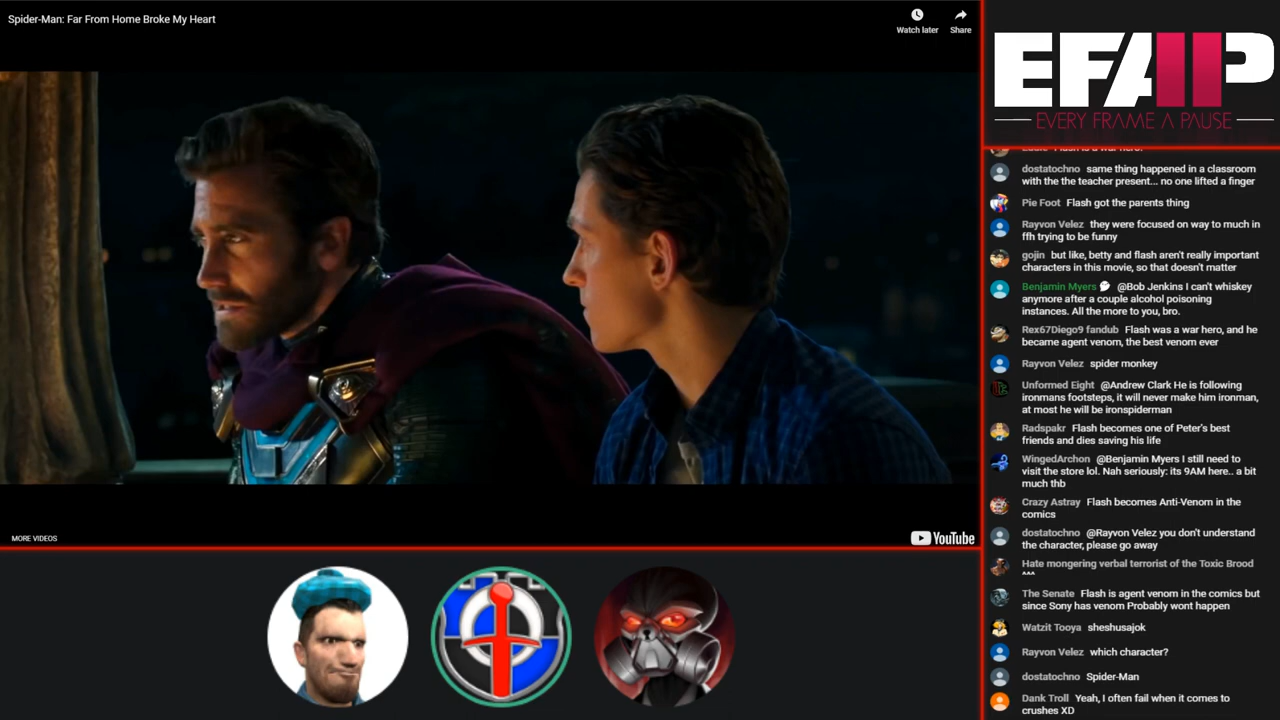 Spider-Man: Far From Home Broke My Heart
Watch later
Share
MORE VIDEOS
YouTube
EFAP
EVERY FRAME A PAUSE
dostatochno same thing happened in a classroom
with the the teacher present... no one lifted a finger
Pie Foot Flash got the parents thing
Rayvon Velez they were focused on way to much in
ffh trying to be funny
gojin but like, betty and flash aren't really important
characters in this movie, so that doesn't matter
Benjamin Myers @Bob Jenkins I can't whiskey
anymore after a couple alcohol poisoning
instances. All the more to you, bro.
Rex67Diego9 fandub Flash was a war hero, and he
became agent venom, the best venom ever
Rayvon Velez spider monkey
Unformed Eight @Andrew Clark He is following
ironmans footsteps, it will never make him ironman,
at most he will be ironspiderman
Radspakr Flash becomes one of Peter's best
friends and dies saving his life
WingedArchon @Benjamin Myers I still need to
visit the store lol. Nah seriously: its 9AM here.. a bit
much thb
Crazy Astray Flash becomes Anti-Venom in the
comics
dostatochno @Rayvon Velez you don't understand
the character, please go away
Hate mongering verbal terrorist of the Toxic Brood
^^^
The Senate Flash is agent venom in the comics but
since Sony has venom Probably wont happen
Watzit Tooya sheshusajok
Rayvon Velez which character?
dostatochno Spider-Man
Dank Troll Yeah, I often fail when it comes to
crushes XD